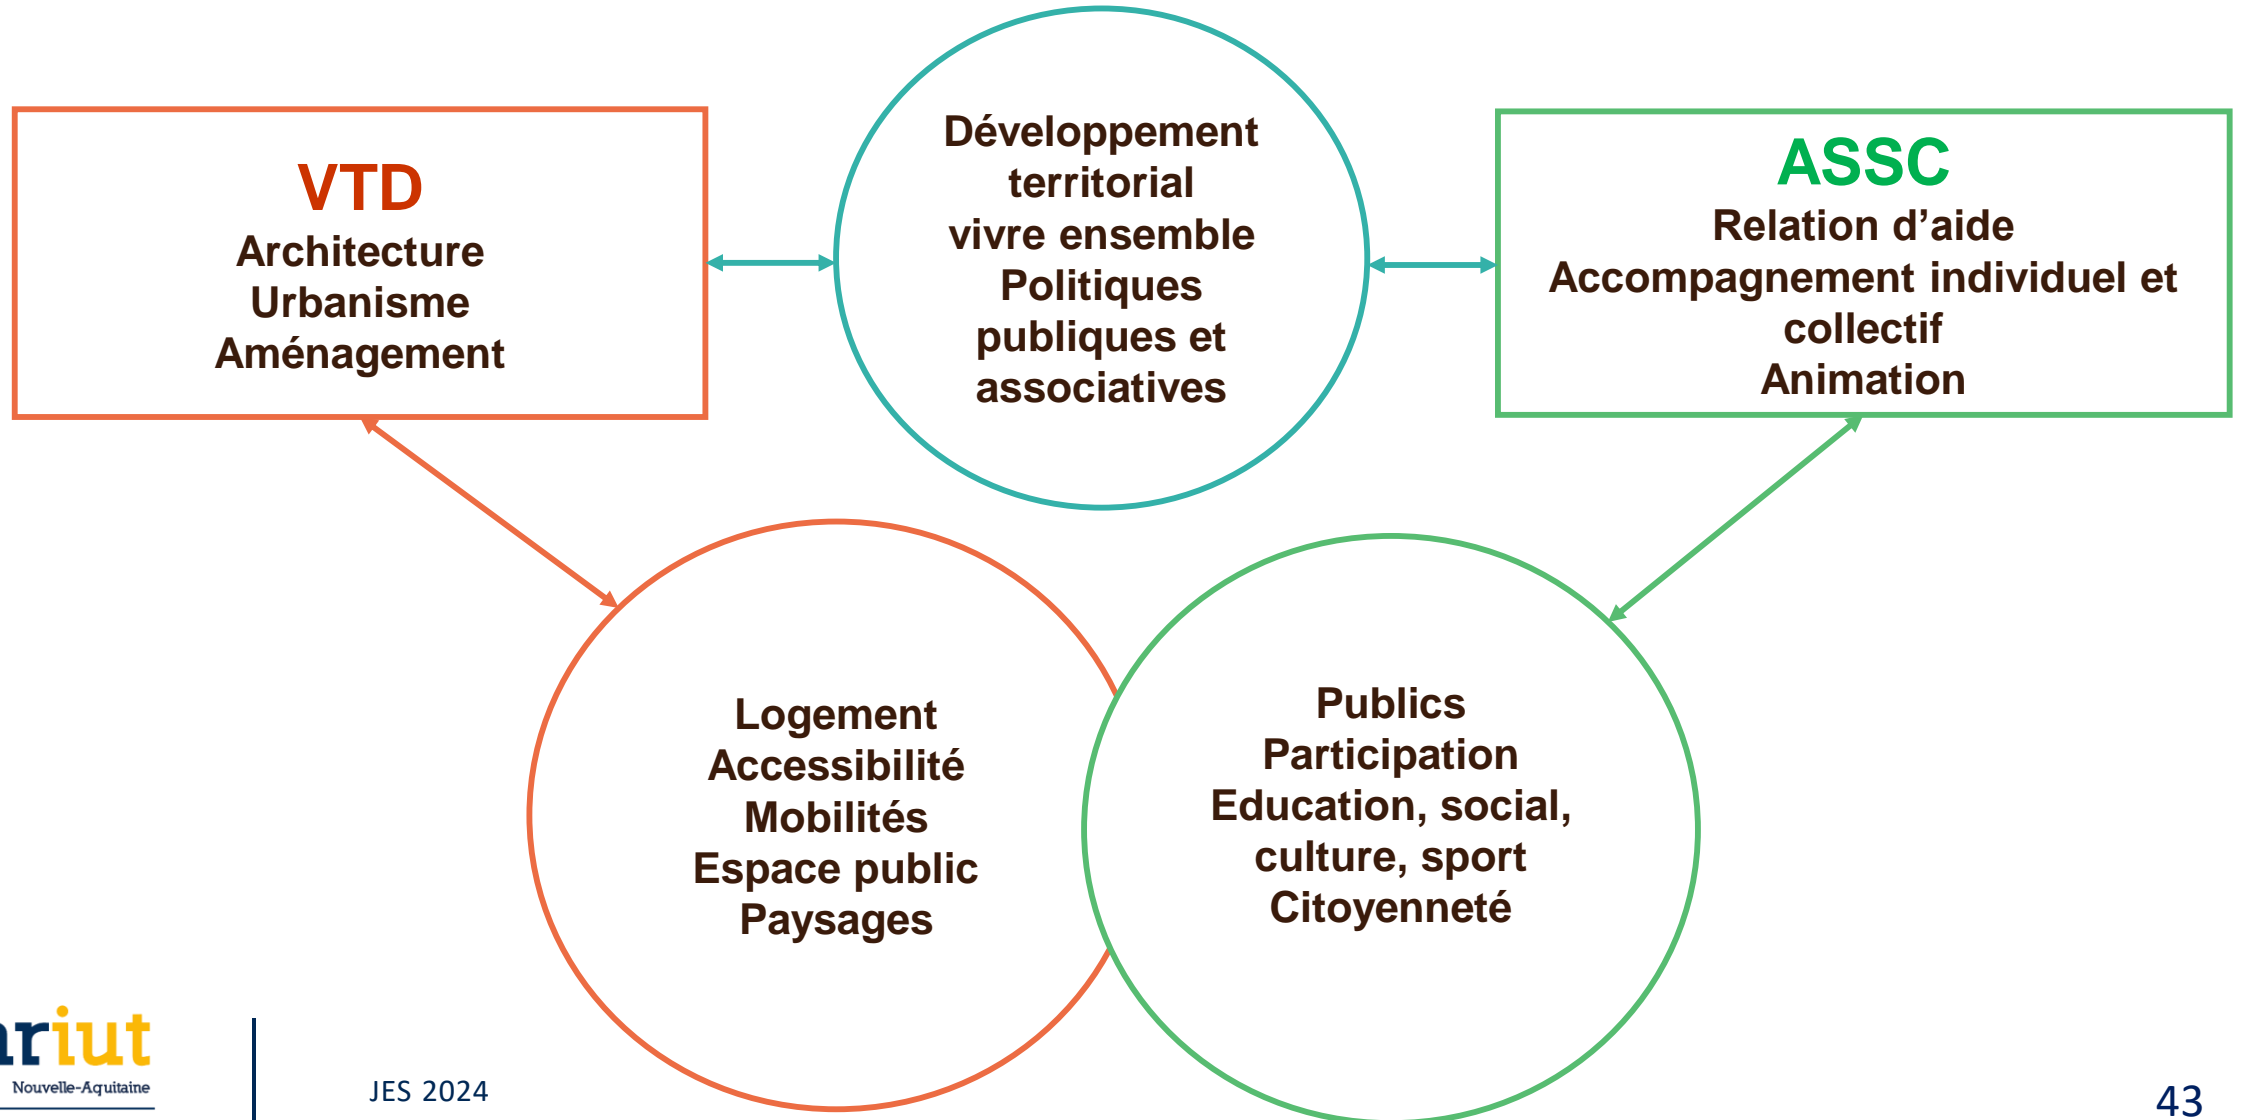 VTD
Architecture
Urbanisme
Aménagement
Développement
territorial
vivre ensemble
Politiques
publiques et
associatives
ASSC
Relation d’aide
Accompagnement individuel et
collectif
Animation
Logement
Accessibilité
Mobilités
Espace public
Paysages
Publics
Participation
Education, social,
culture, sport
Citoyenneté
Nouvelle-Aquitaine
JES 2024
43